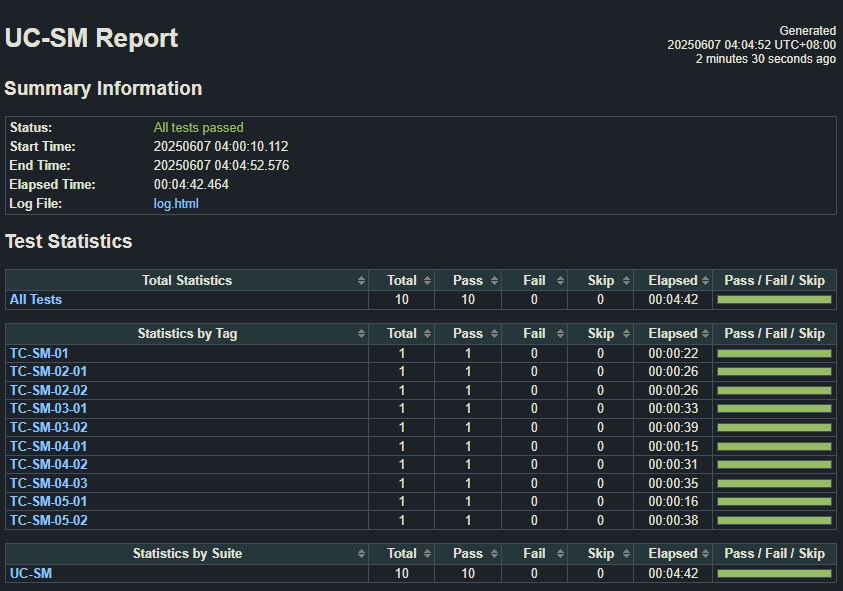 UC-SM Report
Generated
20250607 04:04:52 UTC+08:00
2 minutes 30 seconds ago
Summary Information
Status: All tests passed
Start Time: 20250607 04:00:10.112
End Time: 20250607 04:04:52.576
Elapsed Time: 00:04:42.464
Log File: log.html
Test Statistics
Total Statistics Total Pass Fail Skip Elapsed Pass / Fail / Skip
All Tests 10 10 0 0 00:04:42
Statistics by Tag Total Pass Fail Skip Elapsed Pass / Fail / Skip
TC-SM-01 1 1 0 0 00:00:22
TC-SM-02-01 1 1 0 0 00:00:26
TC-SM-02-02 1 1 0 0 00:00:26
TC-SM-03-01 1 1 0 0 00:00:33
TC-SM-03-02 1 1 0 0 00:00:39
TC-SM-04-01 1 1 0 0 00:00:15
TC-SM-04-02 1 1 0 0 00:00:31
TC-SM-04-03 1 1 0 0 00:00:35
TC-SM-05-01 1 1 0 0 00:00:16
TC-SM-05-02 1 1 0 0 00:00:38
Statistics by Suite Total Pass Fail Skip Elapsed Pass / Fail / Skip
UC-SM 10 10 0 0 00:04:42